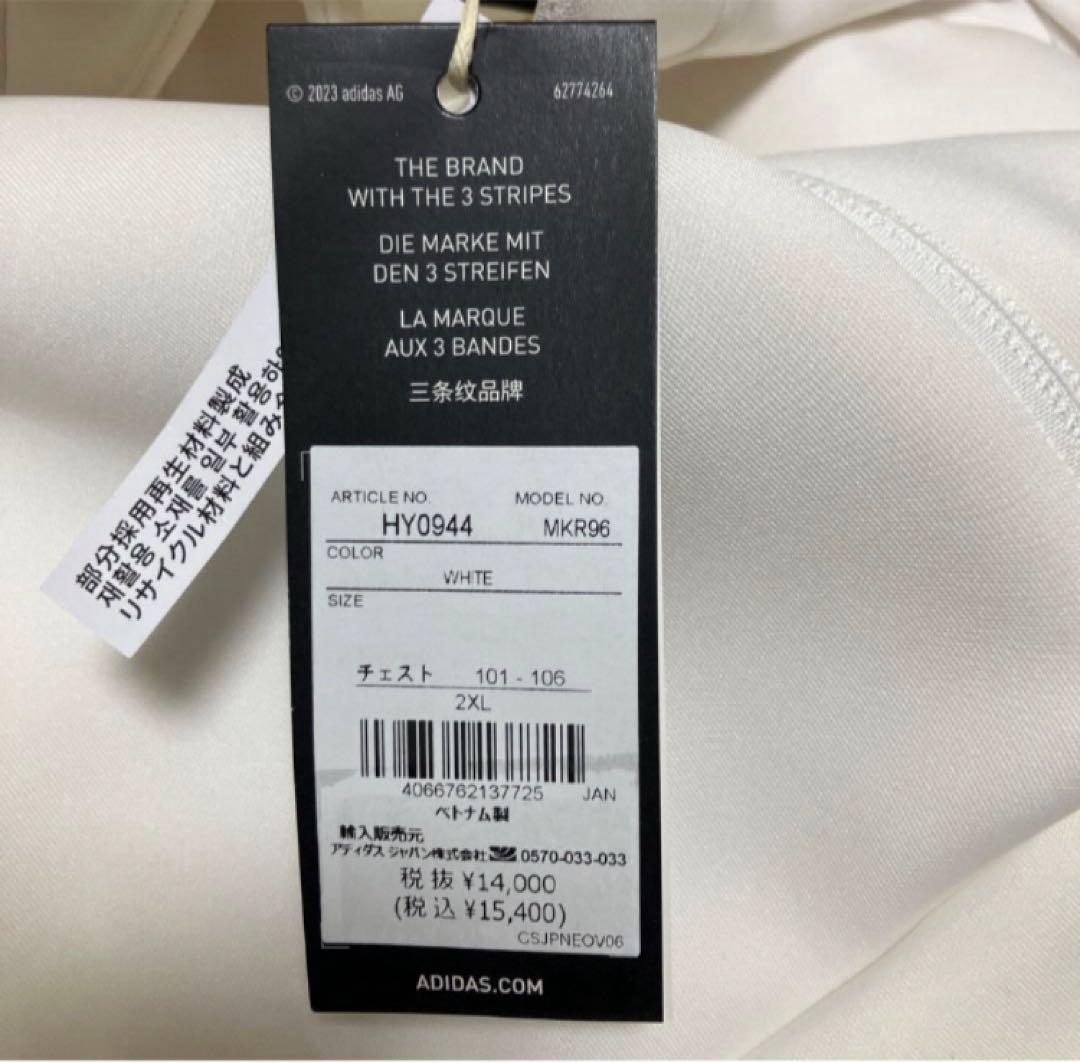 © 2023 adidas AG 62774264
THE BRAND
WITH THE 3 STRIPES
DIE MARKE MIT
DEN 3 STREIFEN
LA MARQUE
AUX 3 BANDES
三条纹品牌
部分採用再生材料製成
재활용 소재를 일부 활용하
リサイクル材料と組み
ARTICLE NO. MODEL NO.
HY0944 MKR96
COLOR
WHITE
SIZE
チェスト 101 - 106
2XL
4066762137725 JAN
ベトナム製
輸入販売元
アディダス ジャパン株式会社 0570-033-033
税抜 ¥14,000
(税込 ¥15,400)
CSJPNEOV06
ADIDAS.COM